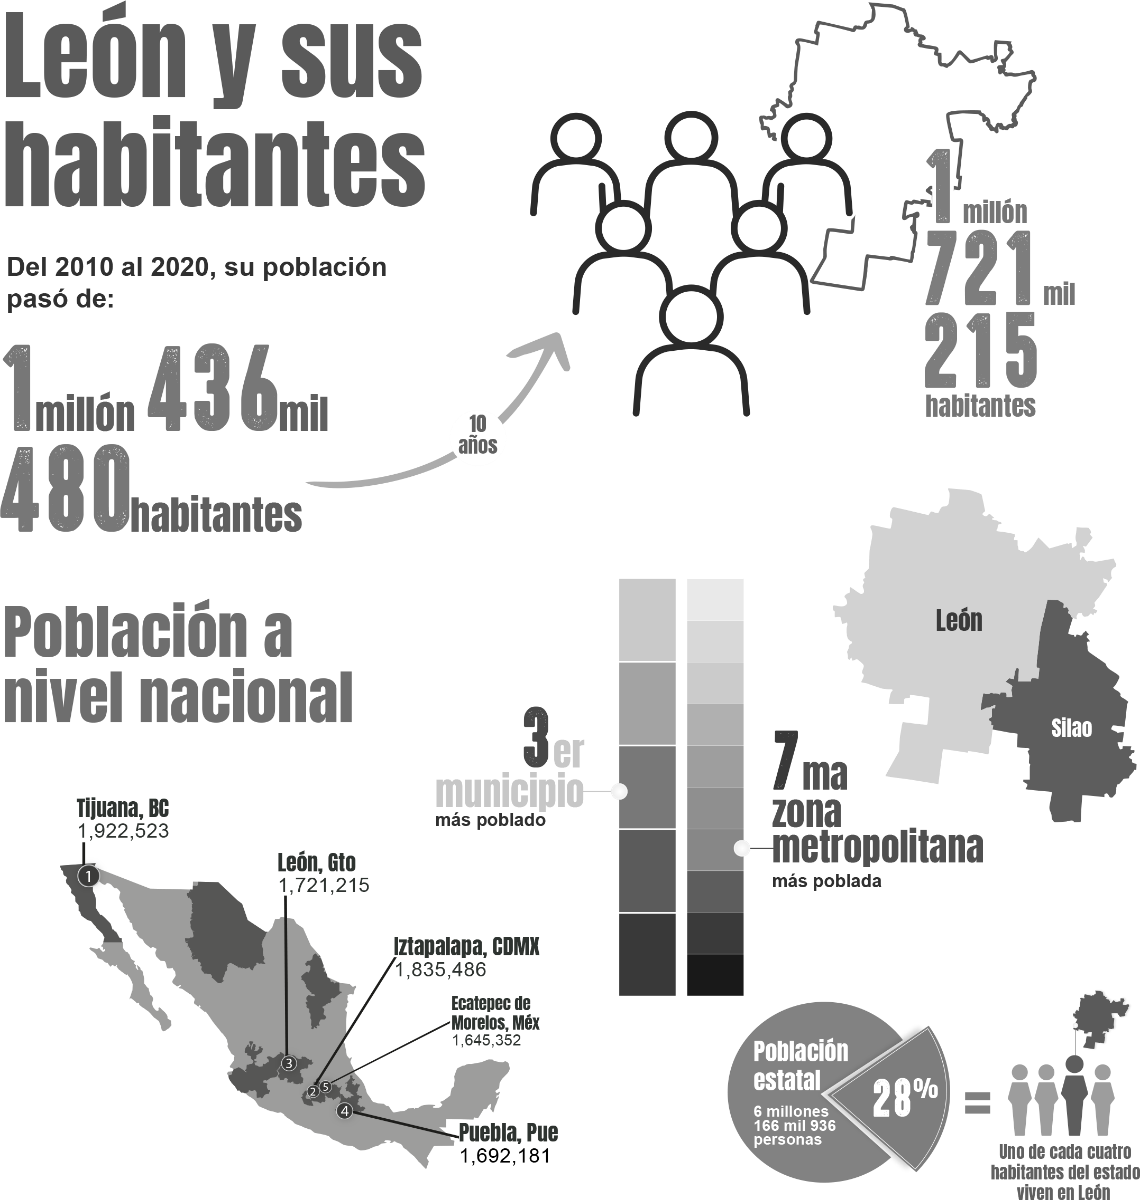 León y sus
habitantes
Del 2010 al 2020, su población
pasó de:
1 millón 436 mil
480 habitantes
10
años
1 millón
721 mil
215
habitantes
Población a
nivel nacional
3er
municipio
más poblado
7ma
zona
metropolitana
más poblada
León
Silao
Tijuana, BC
1,922,523
León, Gto
1,721,215
Iztapalapa, CDMX
1,835,486
Ecatepec de
Morelos, Méx
1,645,352
Puebla, Pue
1,692,181
1
3
2
5
4
Población
estatal
6 millones
166 mil 936
personas
28%
=
Uno de cada cuatro
habitantes del estado
viven en León